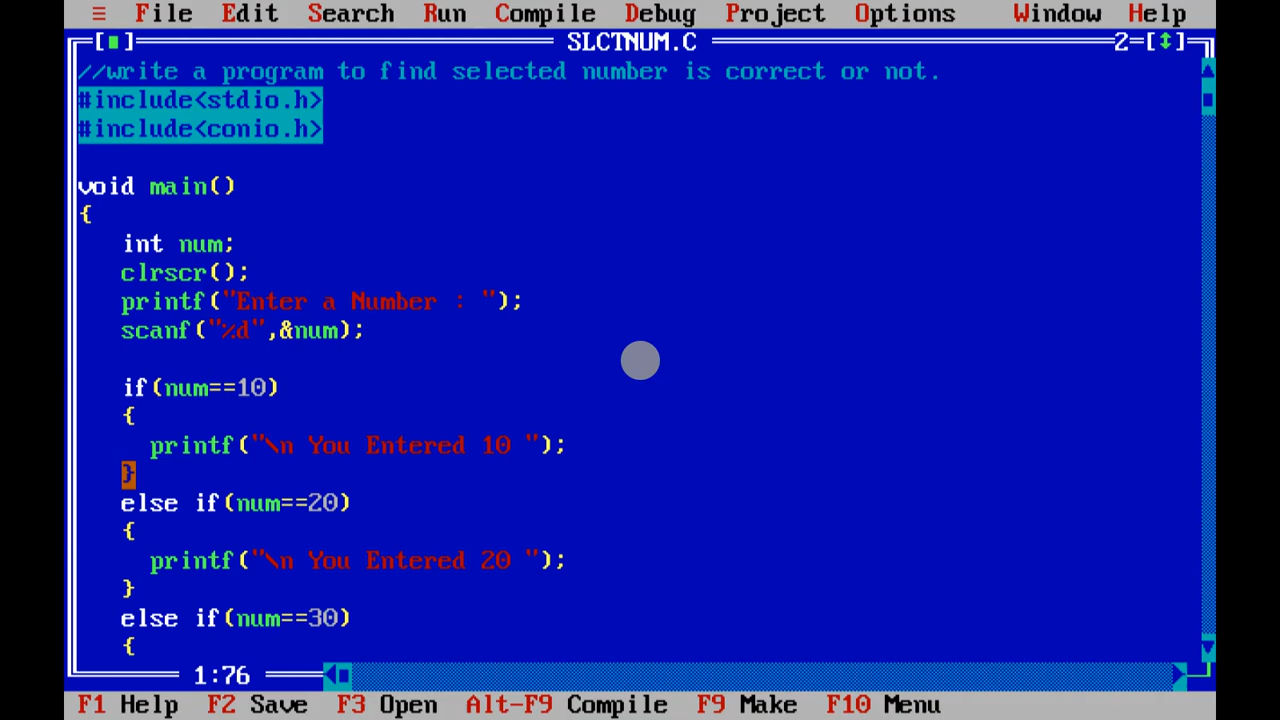 ≡ File Edit Search Run Compile Debug Project Options Window Help
[■] SLCTNUM.C 2=[↕]
//write a program to find selected number is correct or not.
#include<stdio.h>
#include<conio.h>
void main()
{
int num;
clrscr();
printf("Enter a Number : ");
scanf("%d",&num);
if(num==10)
{
printf("\n You Entered 10 ");
}
else if(num==20)
{
printf("\n You Entered 20 ");
}
else if(num==30)
{
1:76
F1 Help F2 Save F3 Open Alt-F9 Compile F9 Make F10 Menu